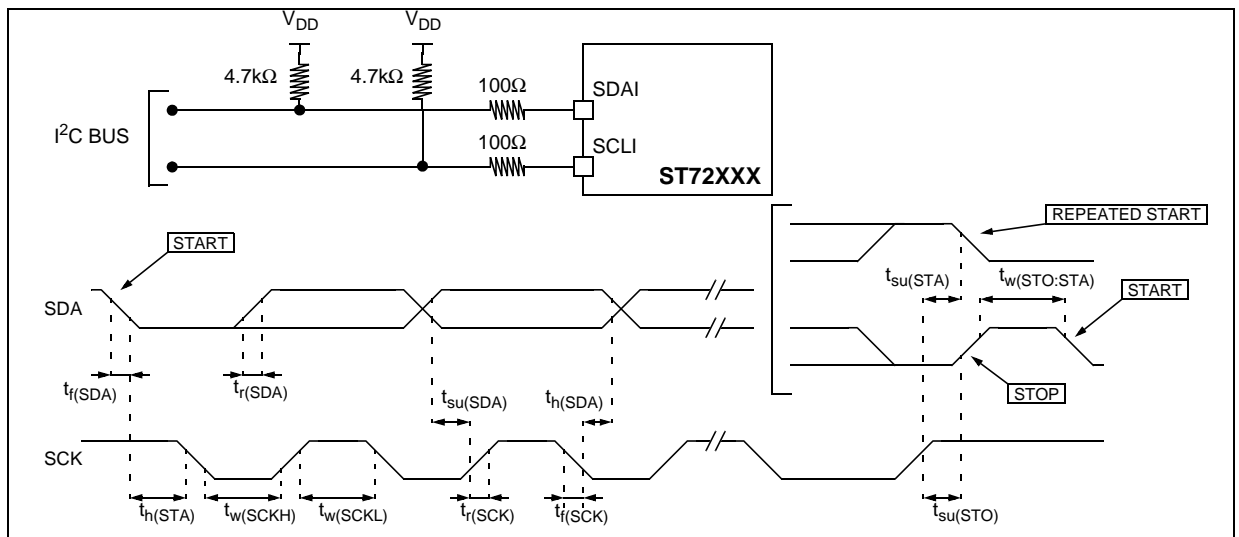 VDD VDD
4.7kΩ 4.7kΩ
100Ω
SDAI
I²C BUS
100Ω
SCLI
ST72XXX
REPEATED START
START
tsu(STA) tw(STO:STA)
START
SDA
STOP
tf(SDA) tr(SDA) tsu(SDA) th(SDA)
SCK
th(STA) tw(SCKH) tw(SCKL) tr(SCK) tf(SCK) tsu(STO)